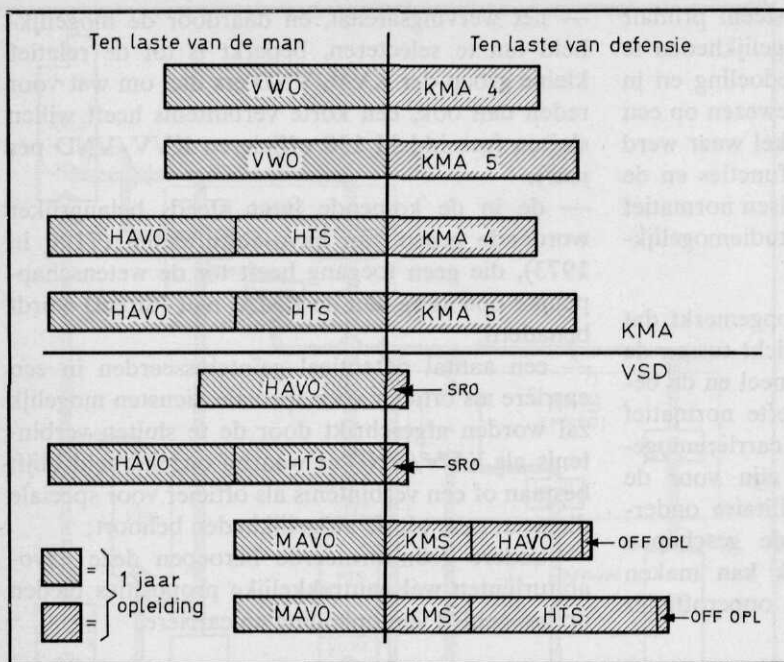 Ten laste van de man Ten laste van defensie
VWO KMA 4
VWO KMA 5
HAVO HTS KMA 4
HAVO HTS KMA 5
KMA
VSD
HAVO SRO
HAVO HTS SRO
MAVO KMS HAVO OFF OPL
MAVO KMS HTS OFF OPL
= 1 jaar
= opleiding